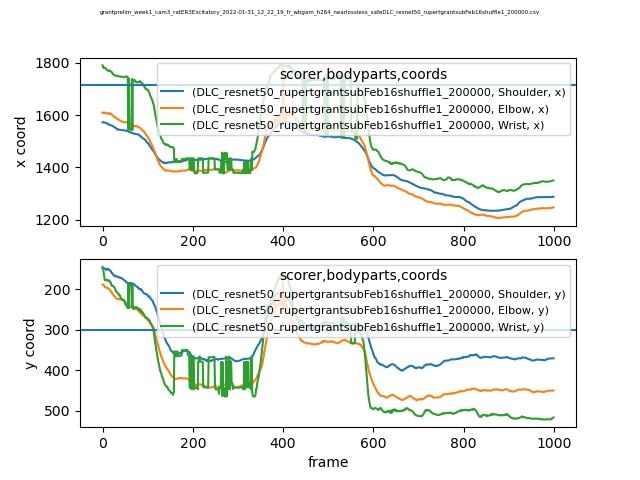 grantprelim_week1_cam3_ratER3Excitatory_2022-01-31_12_22_19_fr_wbgam_h264_nearlossless_safeDLC_resnet50_rupertgrantsubFeb16shuffle1_200000.csv
1800
1600
1400
1200
x coord
scorer,bodyparts,coords
(DLC_resnet50_rupertgrantsubFeb16shuffle1_200000, Shoulder, x)
(DLC_resnet50_rupertgrantsubFeb16shuffle1_200000, Elbow, x)
(DLC_resnet50_rupertgrantsubFeb16shuffle1_200000, Wrist, x)
0 200 400 600 800 1000
200
300
400
500
y coord
scorer,bodyparts,coords
(DLC_resnet50_rupertgrantsubFeb16shuffle1_200000, Shoulder, y)
(DLC_resnet50_rupertgrantsubFeb16shuffle1_200000, Elbow, y)
(DLC_resnet50_rupertgrantsubFeb16shuffle1_200000, Wrist, y)
0 200 400 600 800 1000
frame